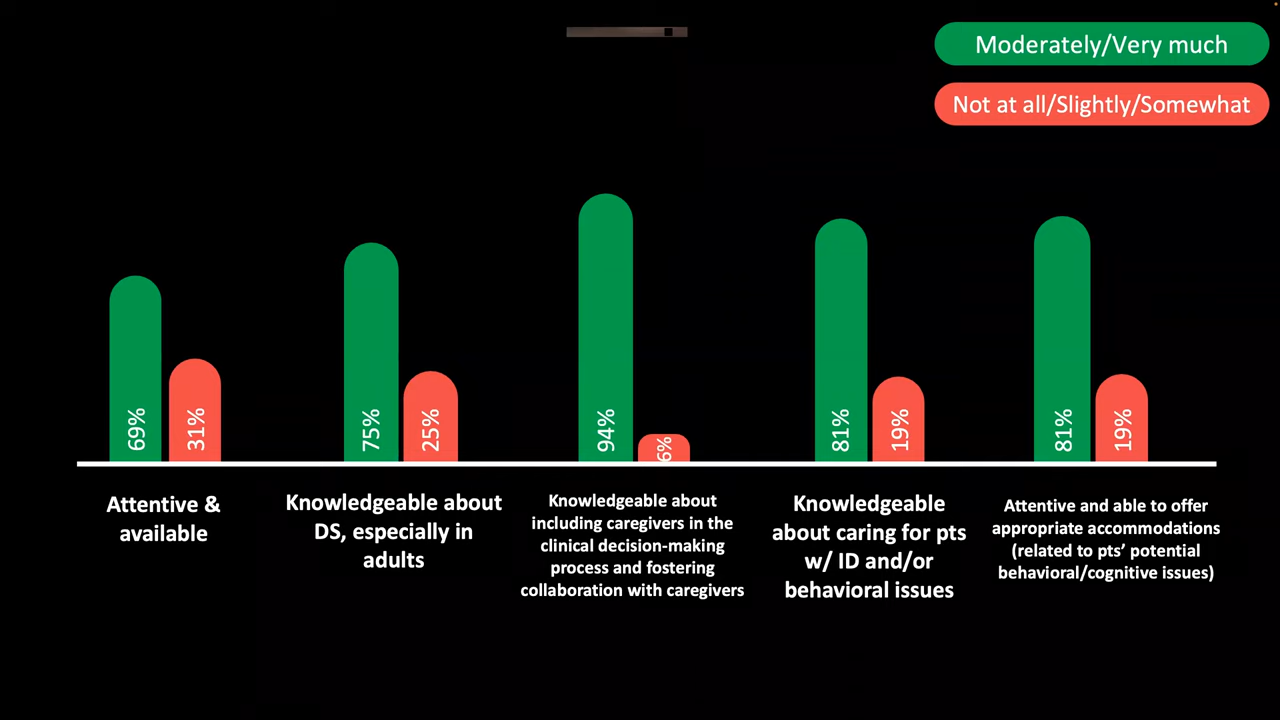 Moderately/Very much
Not at all/Slightly/Somewhat
69%
31%
75%
25%
94%
6%
81%
19%
81%
19%
Attentive &
available
Knowledgeable about
DS, especially in
adults
Knowledgeable about
including caregivers in the
clinical decision-making
process and fostering
collaboration with caregivers
Knowledgeable
about caring for pts
w/ ID and/or
behavioral issues
Attentive and able to offer
appropriate accommodations
(related to pts’ potential
behavioral/cognitive issues)